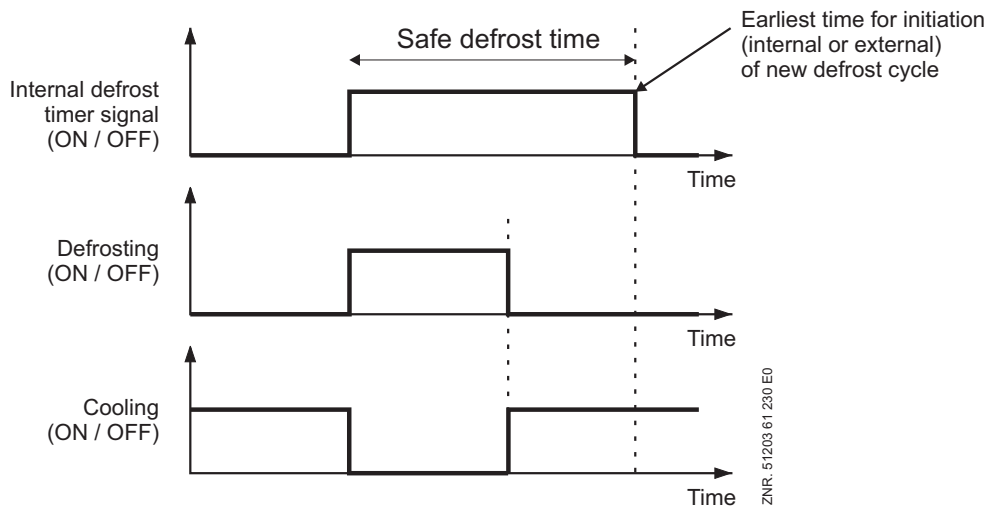 Safe defrost time
Earliest time for initiation
(internal or external)
of new defrost cycle
Internal defrost
timer signal
(ON / OFF)
Time
Defrosting
(ON / OFF)
Time
Cooling
(ON / OFF)
Time
ZNR. 51203 61 230 E0